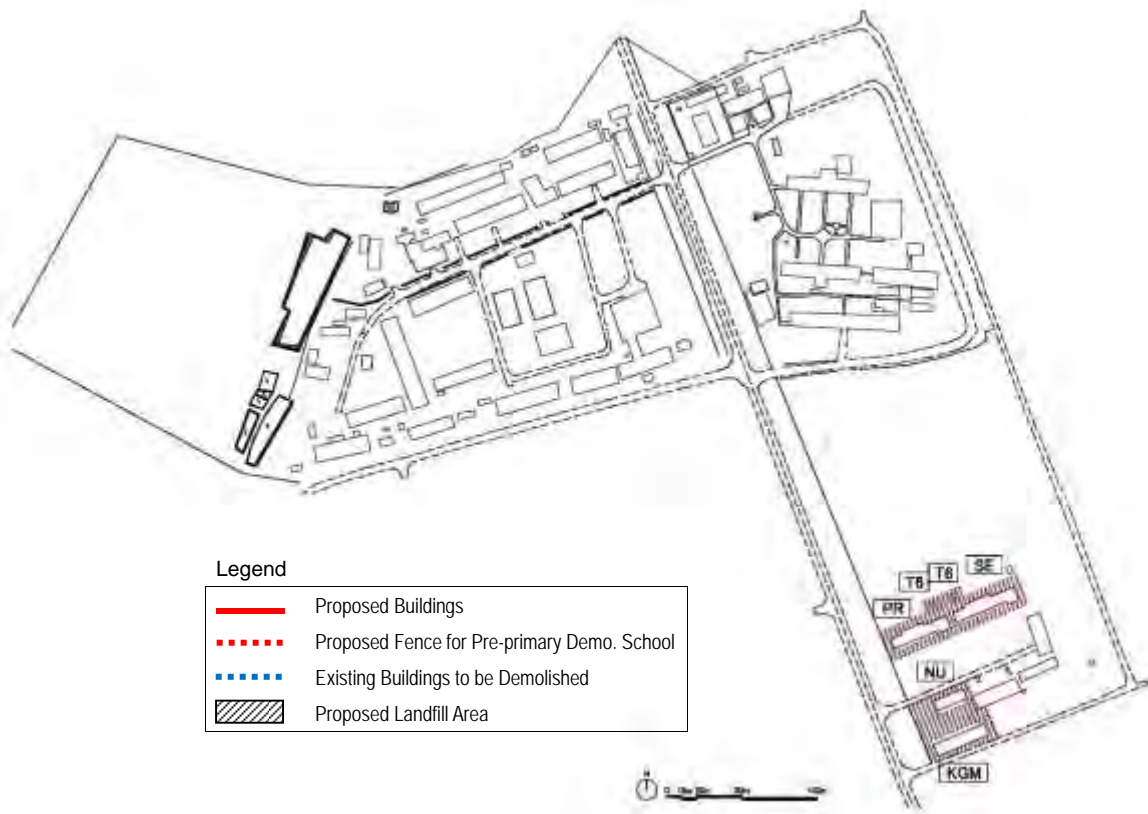 SE
T6
T6
PR
NU
KGM
Legend
Proposed Buildings
Proposed Fence for Pre-primary Demo. School
Existing Buildings to be Demolished
Proposed Landfill Area
N
0